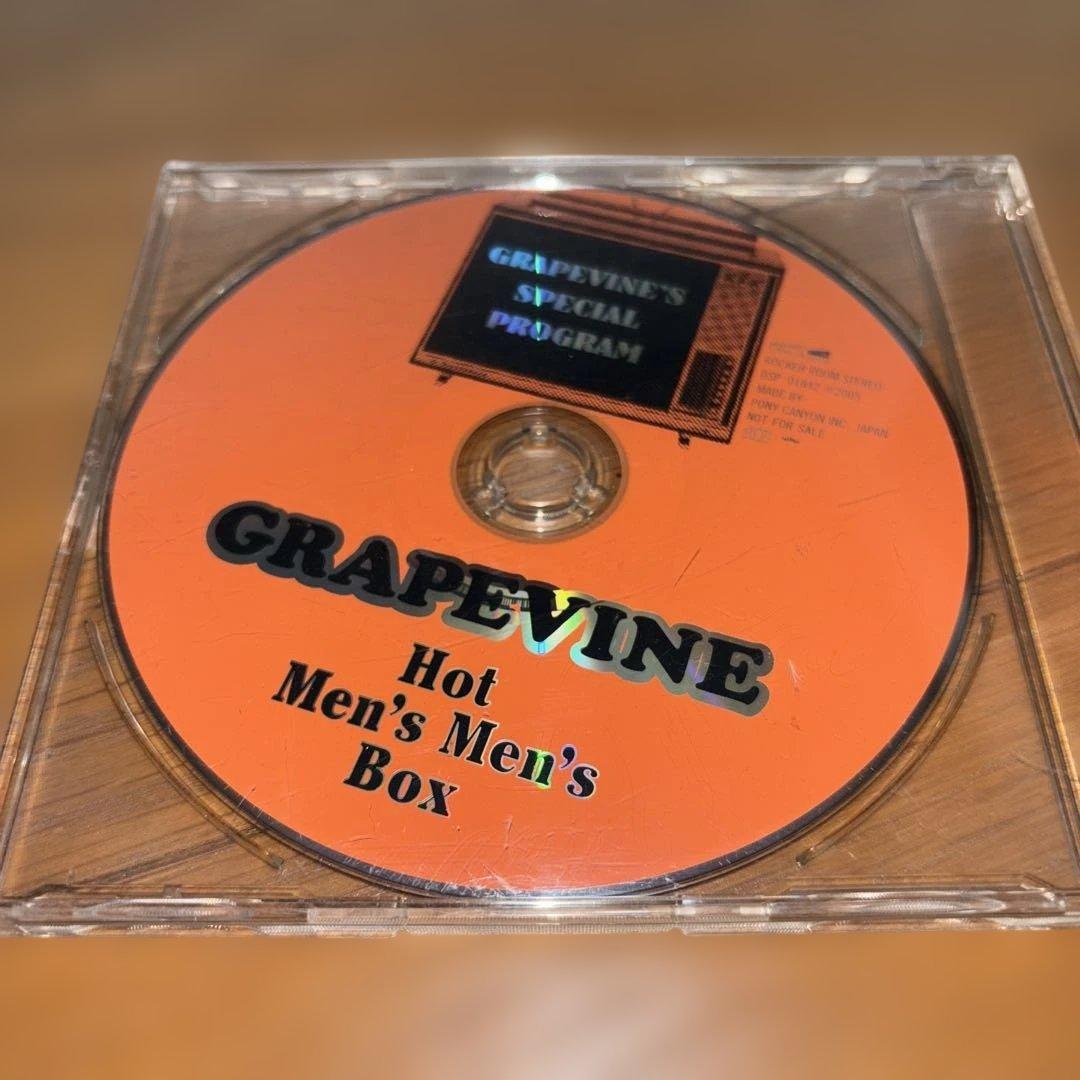 GRAPEVINE'S
SPECIAL
PROGRAM
ROCKER ROOM STEREO
MADE BY
PONY CANYON INC. JAPAN
NOT FOR SALE
GRAPEVINE
Hot
Men's Men's
Box